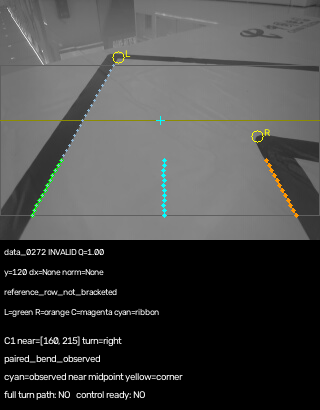 L
R
data_0272 INVALID Q=1.00
y=120 dx=None norm=None
reference_row_not_bracketed
L=green R=orange C=magenta cyan=ribbon
C1 near=[160, 215] turn=right
paired_bend_observed
cyan=observed near midpoint yellow=corner
full turn path: NO control ready: NO